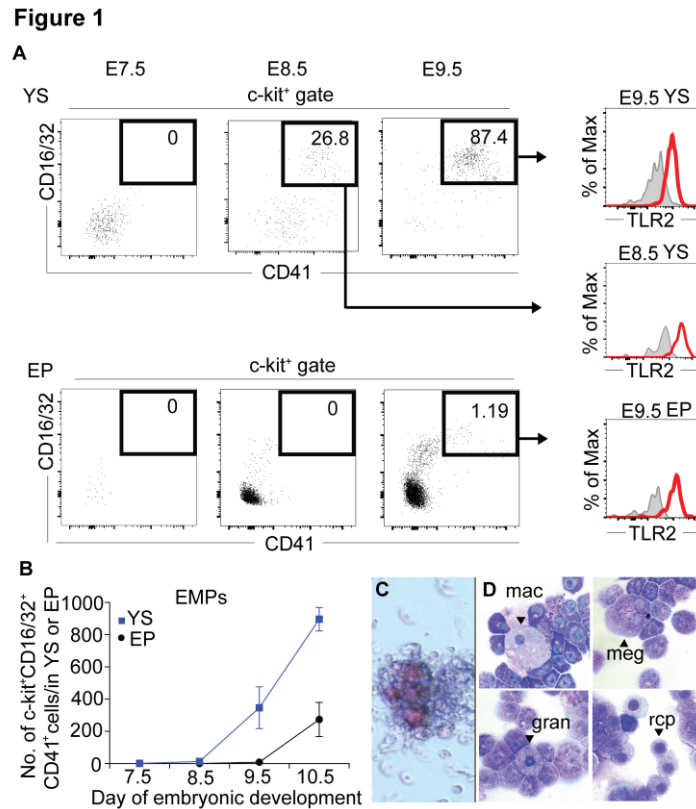 Figure 1
A
E7.5 E8.5 E9.5
YS c-kit⁺ gate E9.5 YS
CD16/32 0 26.8 87.4 % of Max
TLR2
CD41
E8.5 YS
% of Max
TLR2
EP c-kit⁺ gate
CD16/32 0 0 1.19 E9.5 EP
% of Max
CD41 TLR2
B C D
EMPs
YS
EP
No. of c-kit⁺CD16/32⁺
CD41⁺cells/in YS or EP
1000
800
600
400
200
0
7.5 8.5 9.5 10.5
Day of embryonic development
mac meg
gran rcp